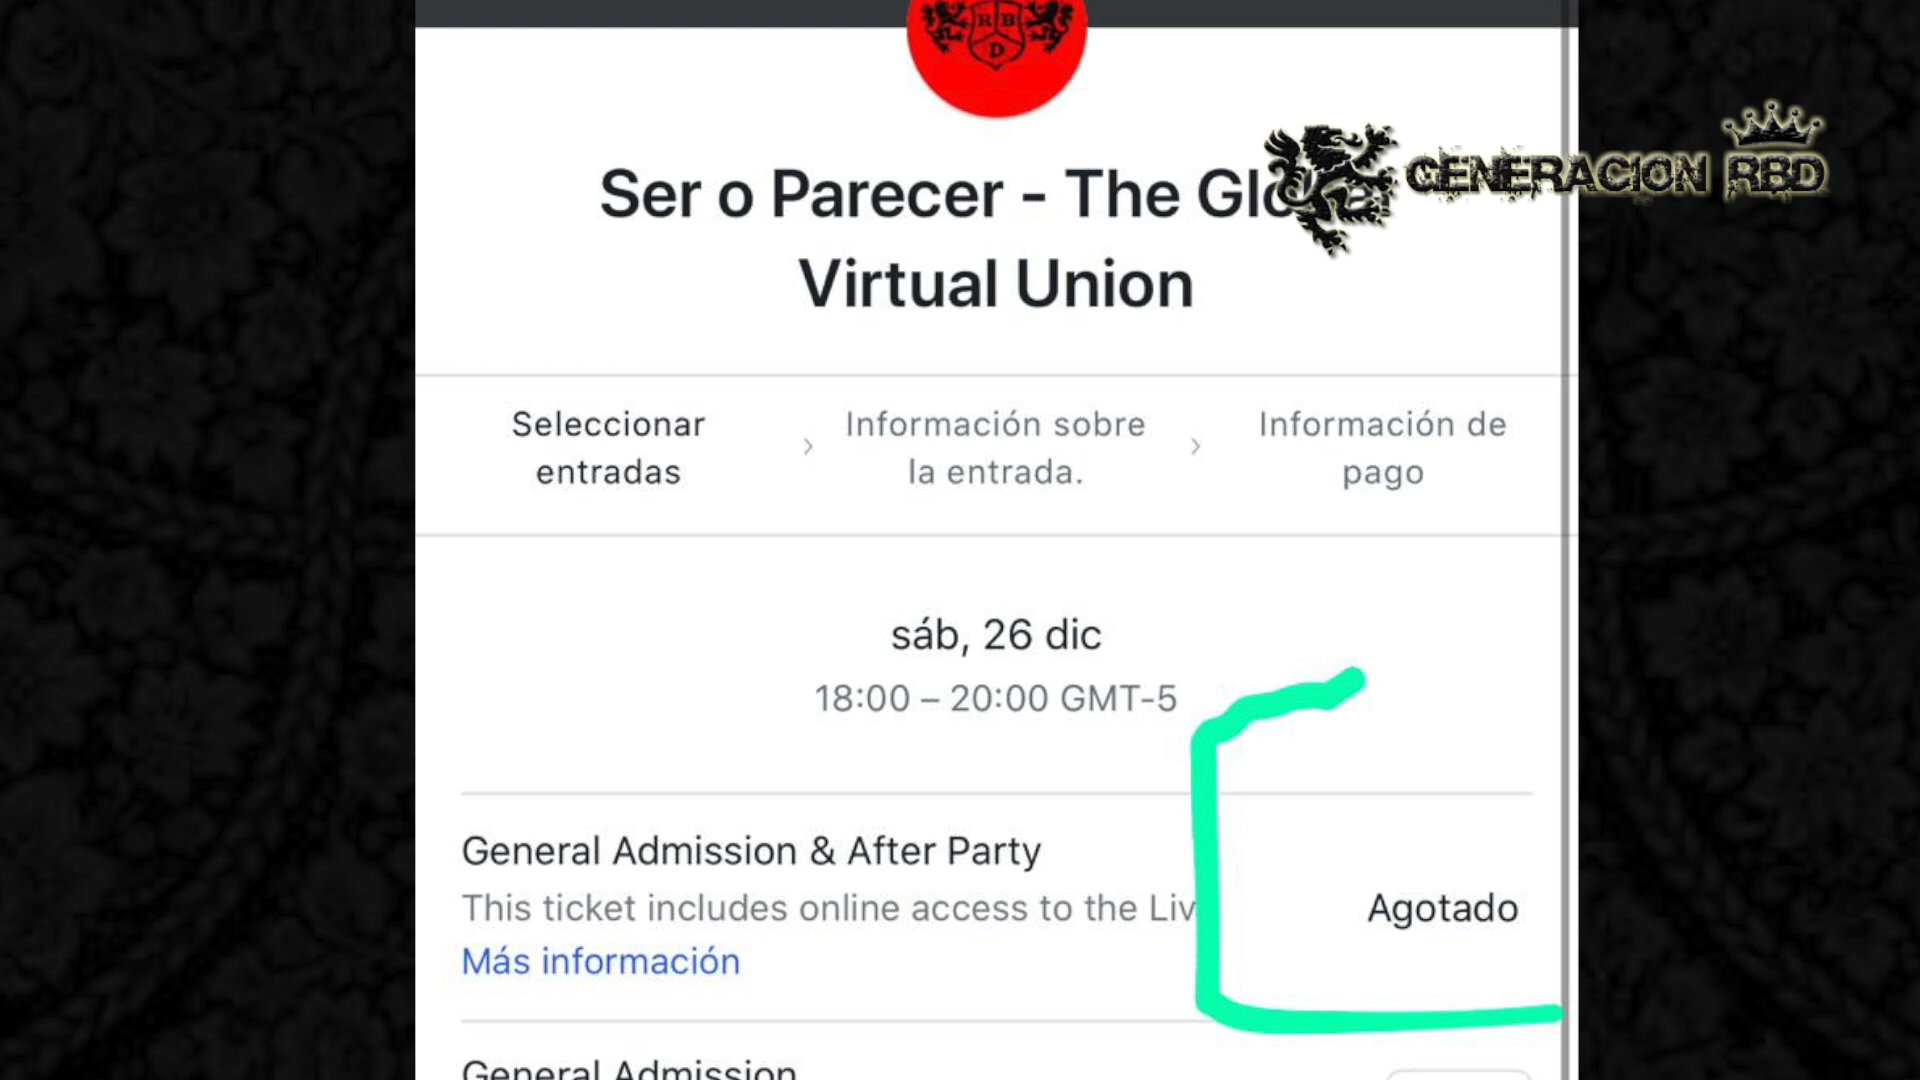 R B
D
GENERACION RBD
Ser o Parecer - The
Virtual Union
Seleccionar
entradas
Información sobre
la entrada.
Información de
pago
sáb, 26 dic
18:00 – 20:00 GMT-5
General Admission & After Party
This ticket includes online access to the Liv
Agotado
Más información
General Admission